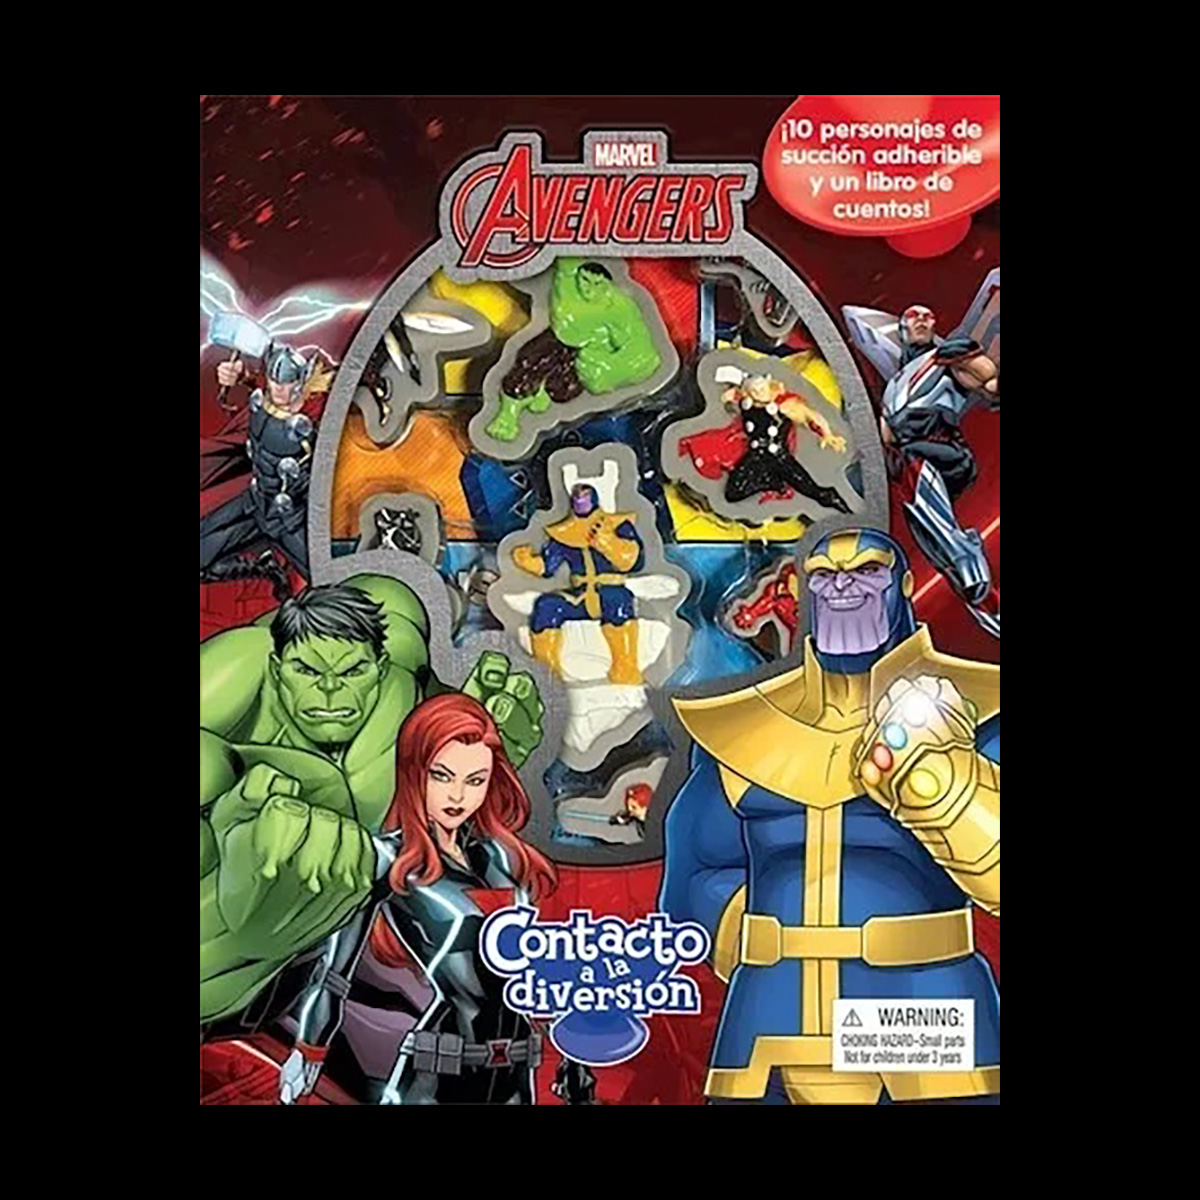 ¡10 personajes de
succión adherible
y un libro de
cuentos!
MARVEL
AVENGERS
Contacto
a la
diversión
WARNING:
CHOKING HAZARD–Small parts
Not for children under 3 years